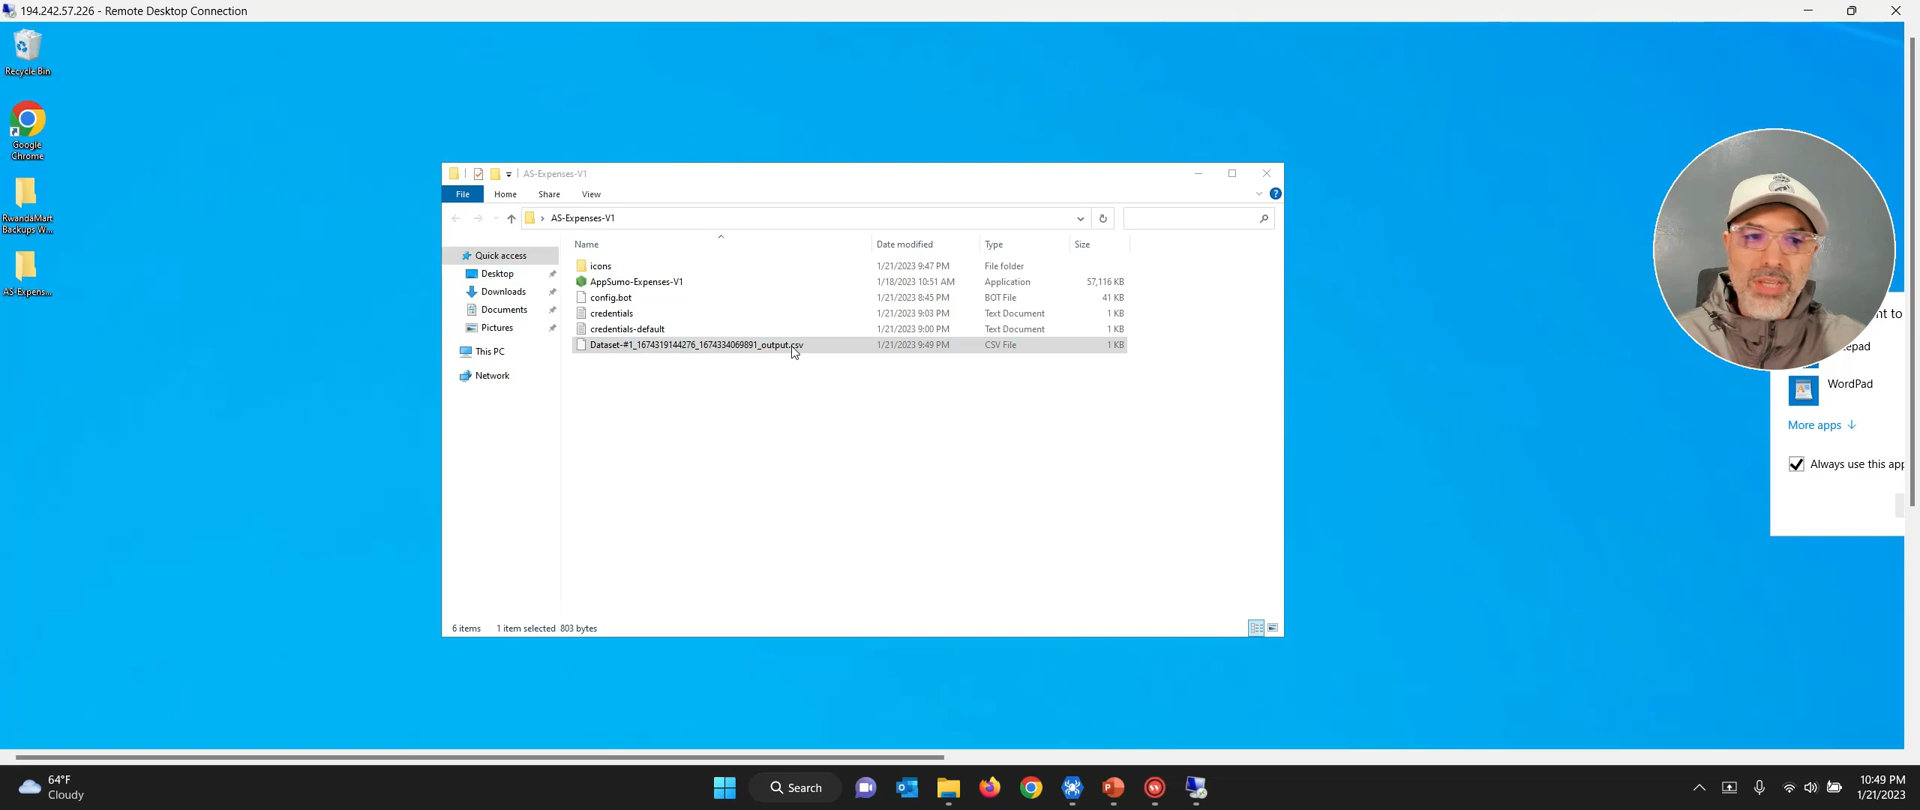 194.242.57.226 - Remote Desktop Connection
Recycle Bin
Google
Chrome
RwandaMart
Backups W...
AS-Expens...
AS-Expenses-V1
File
Home
Share
View
AS-Expenses-V1
Name
Date modified
Type
Size
Quick access
Desktop
Downloads
Documents
Pictures
This PC
Network
icons
1/21/2023 9:47 PM
File folder
AppSumo-Expenses-V1
1/18/2023 10:51 AM
Application
57,116 KB
config.bot
1/21/2023 8:45 PM
BOT File
41 KB
credentials
1/21/2023 9:03 PM
Text Document
1 KB
credentials-default
1/21/2023 9:00 PM
Text Document
1 KB
Dataset-#1_1674319144276_1674334069891_output.csv
1/21/2023 9:49 PM
CSV File
1 KB
6 items
1 item selected
803 bytes
nt to
epad
WordPad
More apps
Always use this app
64°F
Cloudy
Search
10:49 PM
1/21/2023